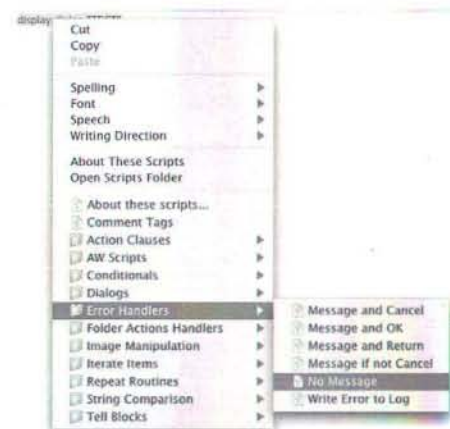 display
Cut
Copy
Paste
Spelling
Font
Speech
Writing Direction
About These Scripts
Open Scripts Folder
About these scripts...
Comment Tags
Action Clauses
AW Scripts
Conditionals
Dialogs
Error Handlers
Folder Actions Handlers
Image Manipulation
Iterate Items
Repeat Routines
String Comparison
Tell Blocks
Message and Cancel
Message and OK
Message and Return
Message if not Cancel
No Message
Write Error to Log